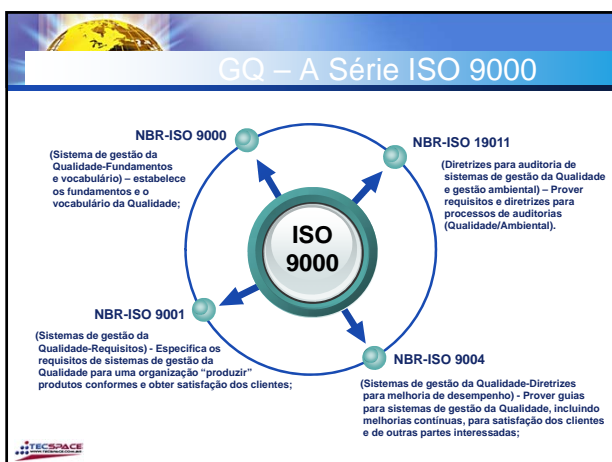 GQ – A Série ISO 9000
NBR-ISO 9000
(Sistema de gestão da
Qualidade-Fundamentos
e vocabulário) – estabelece
os fundamentos e o
vocabulário da Qualidade;
NBR-ISO 19011
(Diretrizes para auditoria de
sistemas de gestão da Qualidade
e gestão ambiental) – Prover
requisitos e diretrizes para
processos de auditorias
(Qualidade/Ambiental).
ISO
9000
NBR-ISO 9001
(Sistemas de gestão da
Qualidade-Requisitos) - Especifica os
requisitos de sistemas de gestão da
Qualidade para uma organização “produzir”
produtos conformes e obter satisfação dos clientes;
NBR-ISO 9004
(Sistemas de gestão da Qualidade-Diretrizes
para melhoria de desempenho) - Prover guias
para sistemas de gestão da Qualidade, incluindo
melhorias contínuas, para satisfação dos clientes
e de outras partes interessadas;
TECSPACE
WWW.TECSPACE.COM.BR